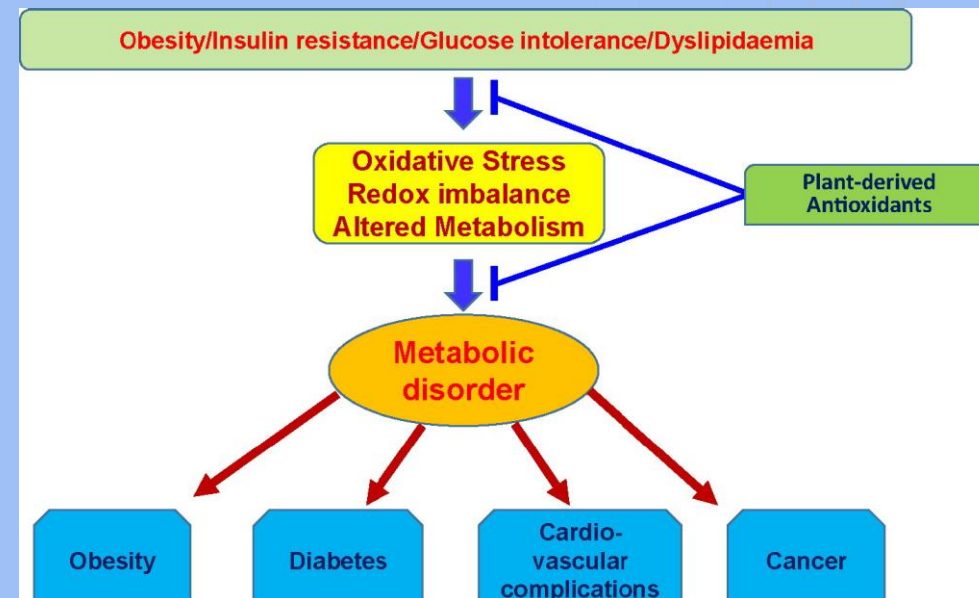 Obesity/Insulin resistance/Glucose intolerance/Dyslipidaemia
Oxidative Stress
Redox imbalance
Altered Metabolism
Plant-derived
Antioxidants
Metabolic
disorder
Obesity
Diabetes
Cardio-
vascular
complications
Cancer